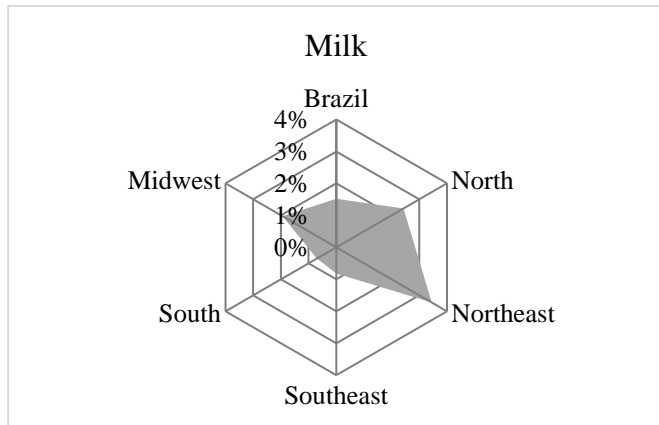 Milk
Brazil
4%
3%
Midwest
North
2%
1%
0%
South
Northeast
Southeast